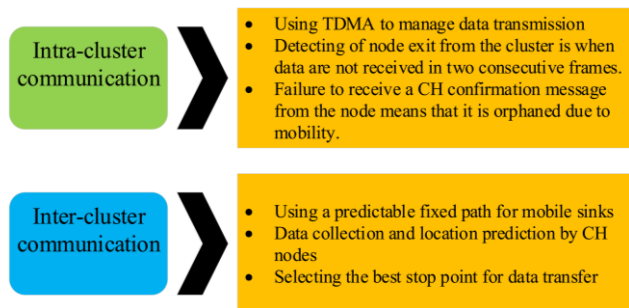 Intra-cluster
communication
• Using TDMA to manage data transmission
• Detecting of node exit from the cluster is when
data are not received in two consecutive frames.
• Failure to receive a CH confirmation message
from the node means that it is orphaned due to
mobility.
Inter-cluster
communication
• Using a predictable fixed path for mobile sinks
• Data collection and location prediction by CH
nodes
• Selecting the best stop point for data transfer